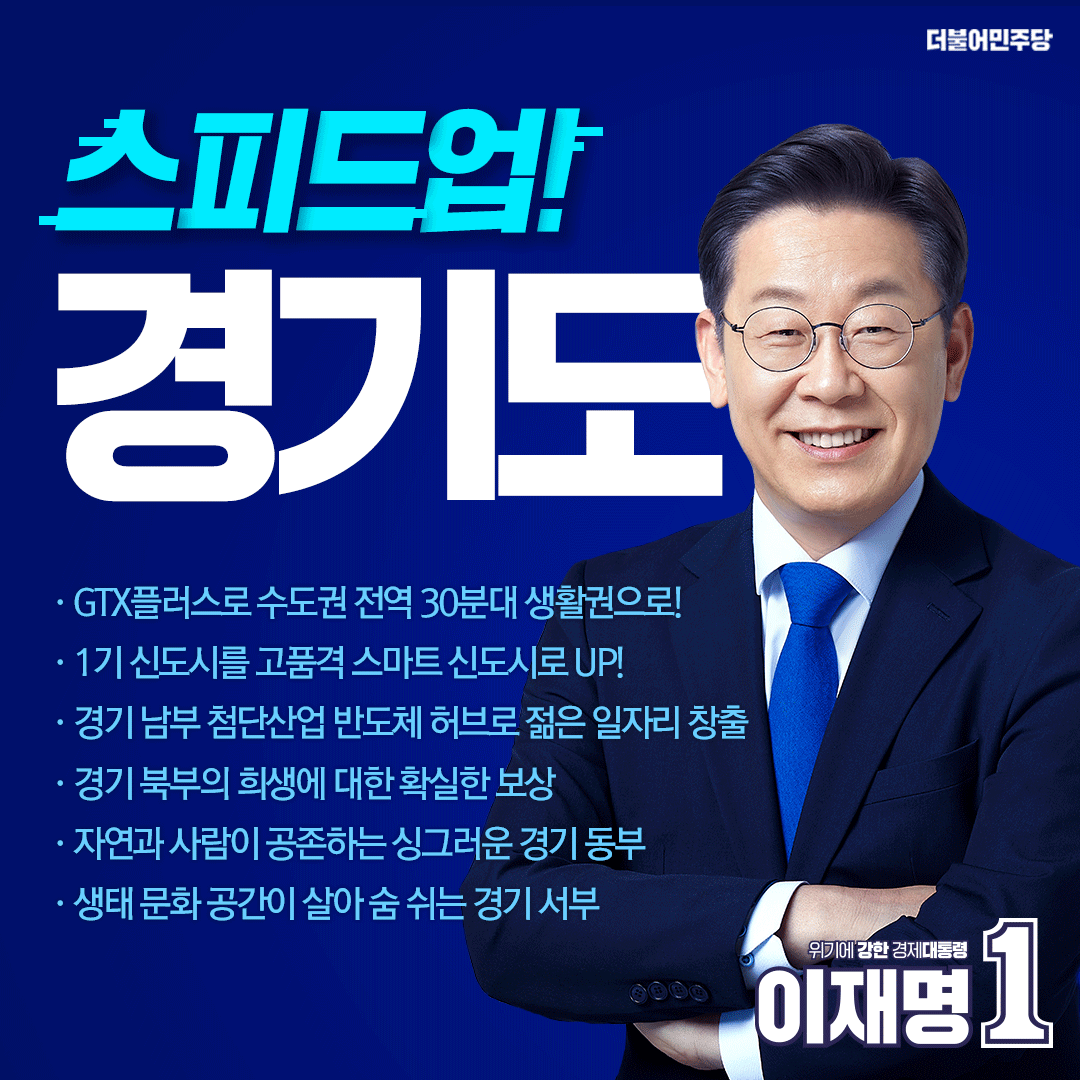 더불어민주당
스피드업!
경기도
· GTX플러스로 수도권 전역 30분대 생활권으로!
· 1기 신도시를 고품격 스마트 신도시로 UP!
· 경기 남부 첨단산업 반도체 허브로 젊은 일자리 창출
· 경기 북부의 희생에 대한 확실한 보상
· 자연과 사람이 공존하는 싱그러운 경기 동부
· 생태 문화 공간이 살아 숨 쉬는 경기 서부
위기에 강한 경제대통령
이재명 1